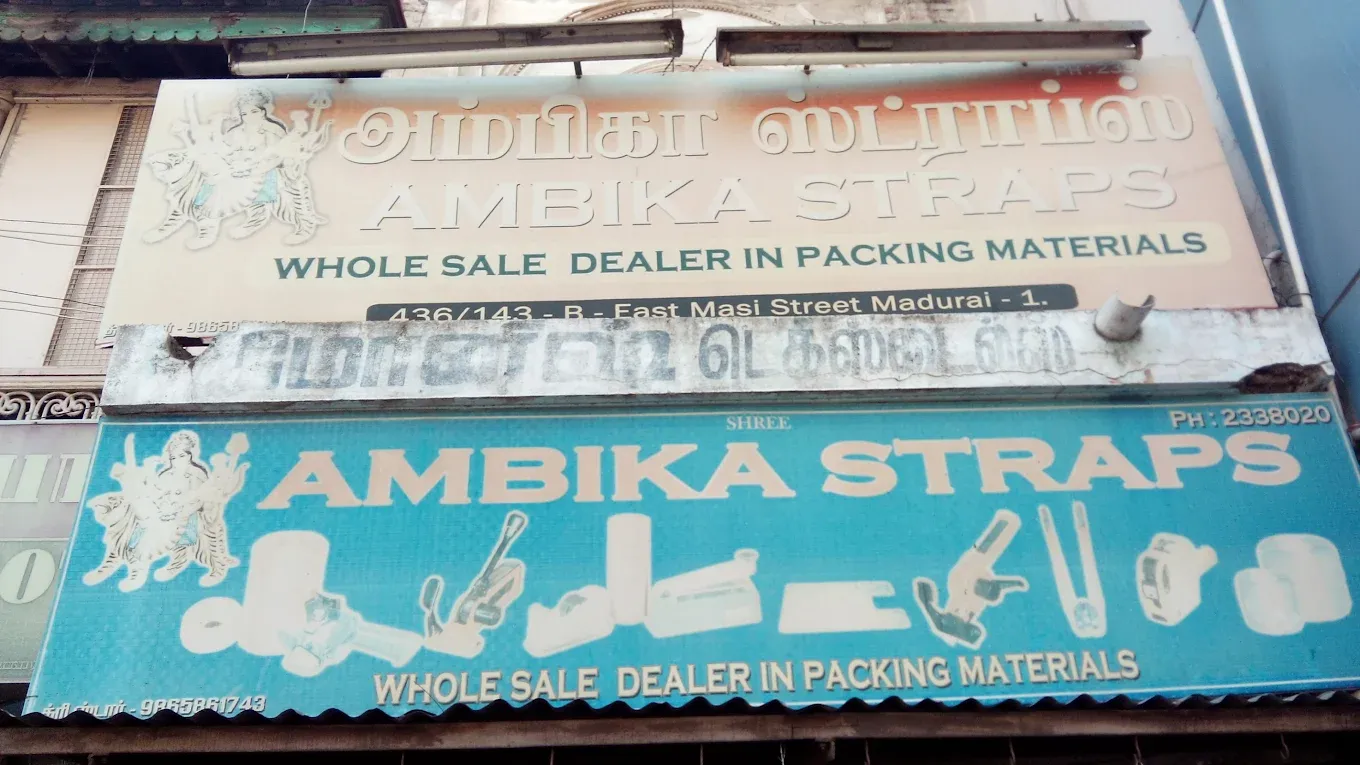 அம்பிகா ஸ்ட்ராப்ஸ்
AMBIKA STRAPS
WHOLE SALE DEALER IN PACKING MATERIALS
436/143 - B - East Masi Street Madurai - 1.
டெக்ஸ்டைல்ஸ்
SHREE
PH : 2338020
AMBIKA STRAPS
WHOLE SALE DEALER IN PACKING MATERIALS
ஸ்டார் - 9865861743